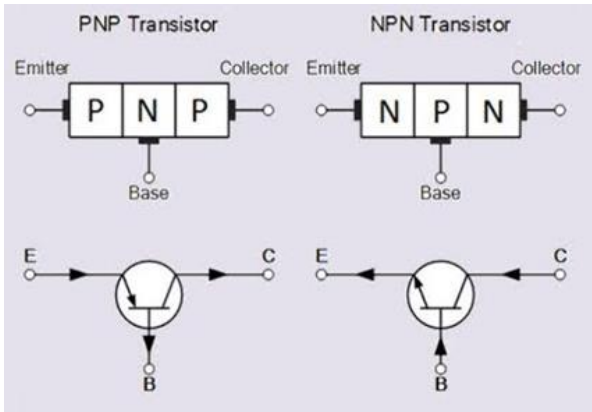 PNP Transistor
NPN Transistor
Emitter
Collector
Emitter
Collector
P N P
N P N
Base
Base
E
C
E
C
B
B